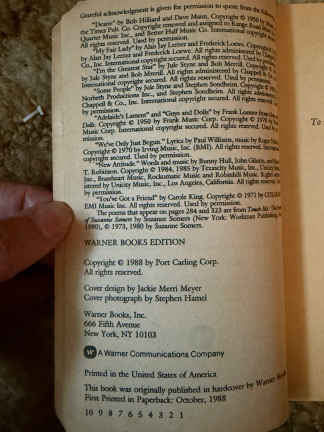 Grateful acknowledgment is given for permission to quote from the following
"Dearie" by Bob Hilliard and Dave Mann. Copyright © 1950 by
the Times Pub. Co. Copyright renewed and assigned to Range Road
Quartet Music Inc., and Better Half Music Co. International copyright
All rights reserved. Used by permission.
"My Fair Lady" by Alan Jay Lerner and Frederick Loewe. Copyright
by Alan Jay Lerner and Frederick Loewe. All rights administered by
Co., Inc. International copyright secured. All rights reserved. Used by
"I'm the Greatest Star" by Jule Styne and Bob Merrill. Copyright
by Jule Styne and Bob Merrill. All rights administered by Chappell
International copyright secured. All rights reserved. Used by permission.
"Some People" by Jule Styne and Stephen Sondheim. Copyright ©
Norbeth Productions Inc., and Stephen Sondheim. All rights administered
Chappell & Co., Inc. International copyright secured. All rights reserved.
permission.
"Adelaide's Lament" and "Guys and Dolls" by Frank Loesser from
Dolls. Copyright © 1950 by Frank Music Corp. Copyright © 1978
Music Corp. International copyright secured. All rights reserved. Used
mission.
"We've Only Just Begun." Lyrics by Paul Williams, music by Roger
Copyright © 1970 by Irving Music, Inc. (BMI). All rights reserved.
copyright secured. Used by permission.
"New Attitude." Words and music by Bunny Hull, John Gilutin, and
T. Robinson. Copyright © 1984, 1985 by Unicity Music, Inc.,
Inc., Brassheart Music, Rockomatic Music and Robinhill Music. Rights
istered by Unicity Music, Inc., Los Angeles, California. All rights reserved.
by permission.
"You've Got a Friend" by Carole King. Copyright © 1971 by COLGEMS-
EMI Music Inc. All rights reserved. Used by permission.
The poems that appear on pages 284 and 323 are from Touch Me:
of Suzanne Somers by Suzanne Somers (New York: Workman Publishing,
1980), © 1973, 1980 by Suzanne Somers.
WARNER BOOKS EDITION
Copyright © 1988 by Port Carling Corp.
All rights reserved.
Cover design by Jackie Merri Meyer
Cover photograph by Stephen Hamel
Warner Books, Inc.
666 Fifth Avenue
New York, NY 10103
W A Warner Communications Company
Printed in the United States of America
This book was originally published in hardcover by Warner Books.
First Printed in Paperback: October, 1988
10 9 8 7 6 5 4 3 2 1
To